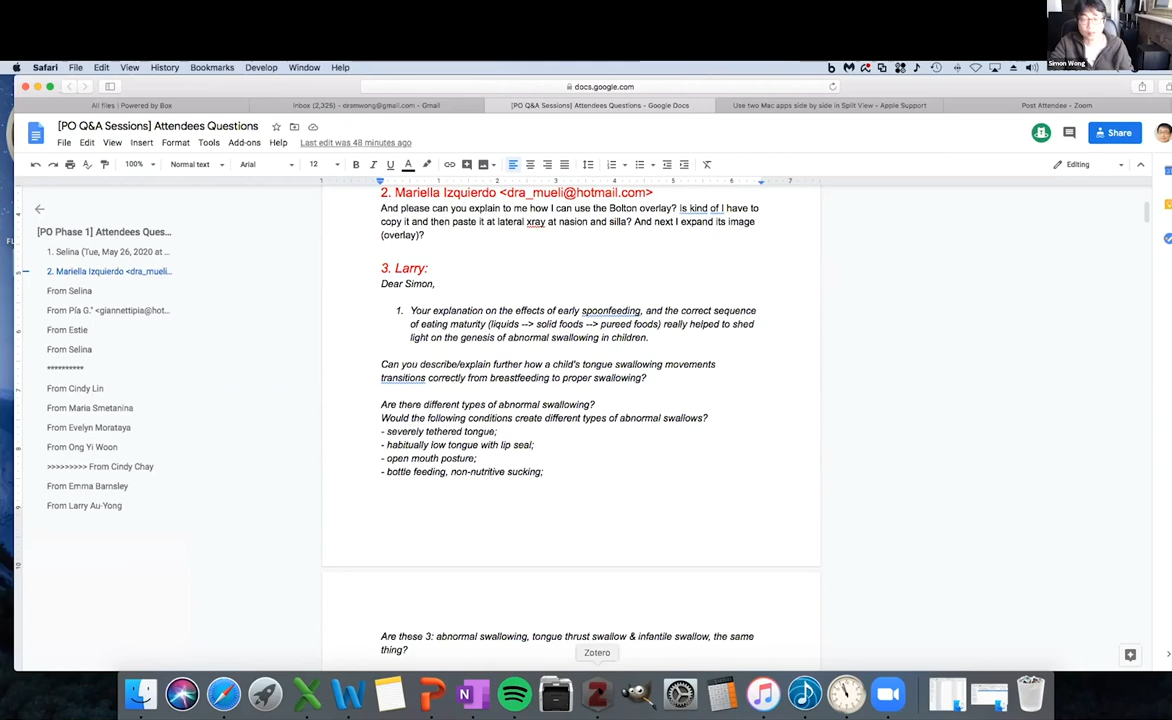 Simon Wong
Safari File Edit View History Bookmarks Develop Window Help
docs.google.com
All files | Powered by Box
Inbox (2,325) - dromwong@gmail.com - Gmail
[PO Q&A Sessions] Attendees Questions - Google Docs
Use two Mac apps side by side in Split View - Apple Support
Post Attendee - Zoom
[PO Q&A Sessions] Attendees Questions
File Edit View Insert Format Tools Add-ons Help Last edit was 48 minutes ago
Share
100% Normal text Arial 12 B I U A Editing
1 1 2 3 4 5 6 7
[PO Phase 1] Attendees Ques...
1. Selina (Tue, May 26, 2020 at ...
2. Mariella Izquierdo <dra_mueli...
From Selina
From Pía G." <giannettipia@hot...
From Estie
From Selina
**********
From Cindy Lin
From Maria Smetanina
From Evelyn Morataya
From Ong Yi Woon
>>>>>>>>> From Cindy Chay
From Emma Barnsley
From Larry Au-Yong
2. Mariella Izquierdo <dra_mueli@hotmail.com>
And please can you explain to me how I can use the Bolton overlay? is kind of I have to
copy it and then paste it at lateral xray at nasion and silla? And next I expand its image
(overlay)?
3. Larry:
Dear Simon,
1. Your explanation on the effects of early spoonfeeding, and the correct sequence
of eating maturity (liquids --> solid foods --> pureed foods) really helped to shed
light on the genesis of abnormal swallowing in children.
Can you describe/explain further how a child's tongue swallowing movements
transitions correctly from breastfeeding to proper swallowing?
Are there different types of abnormal swallowing?
Would the following conditions create different types of abnormal swallows?
- severely tethered tongue;
- habitually low tongue with lip seal;
- open mouth posture;
- bottle feeding, non-nutritive sucking;
Are these 3: abnormal swallowing, tongue thrust swallow & infantile swallow, the same
thing?
Zotero